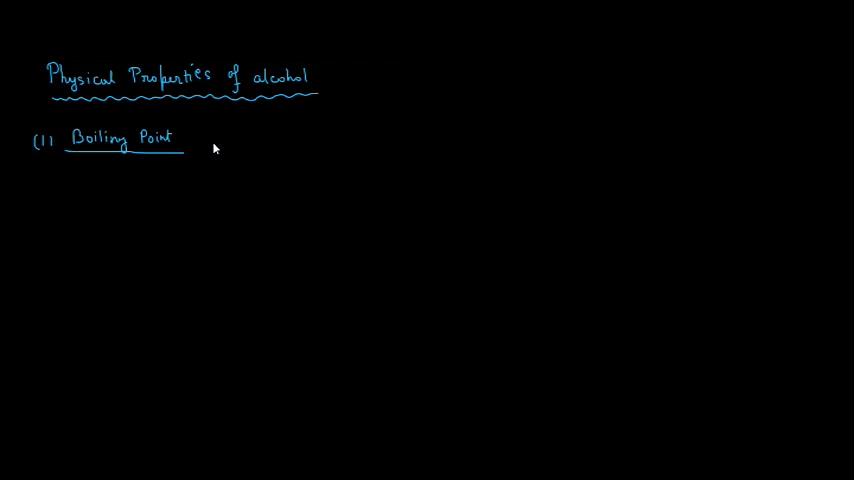 Physical Properties of alcohol
(1) Boiling Point